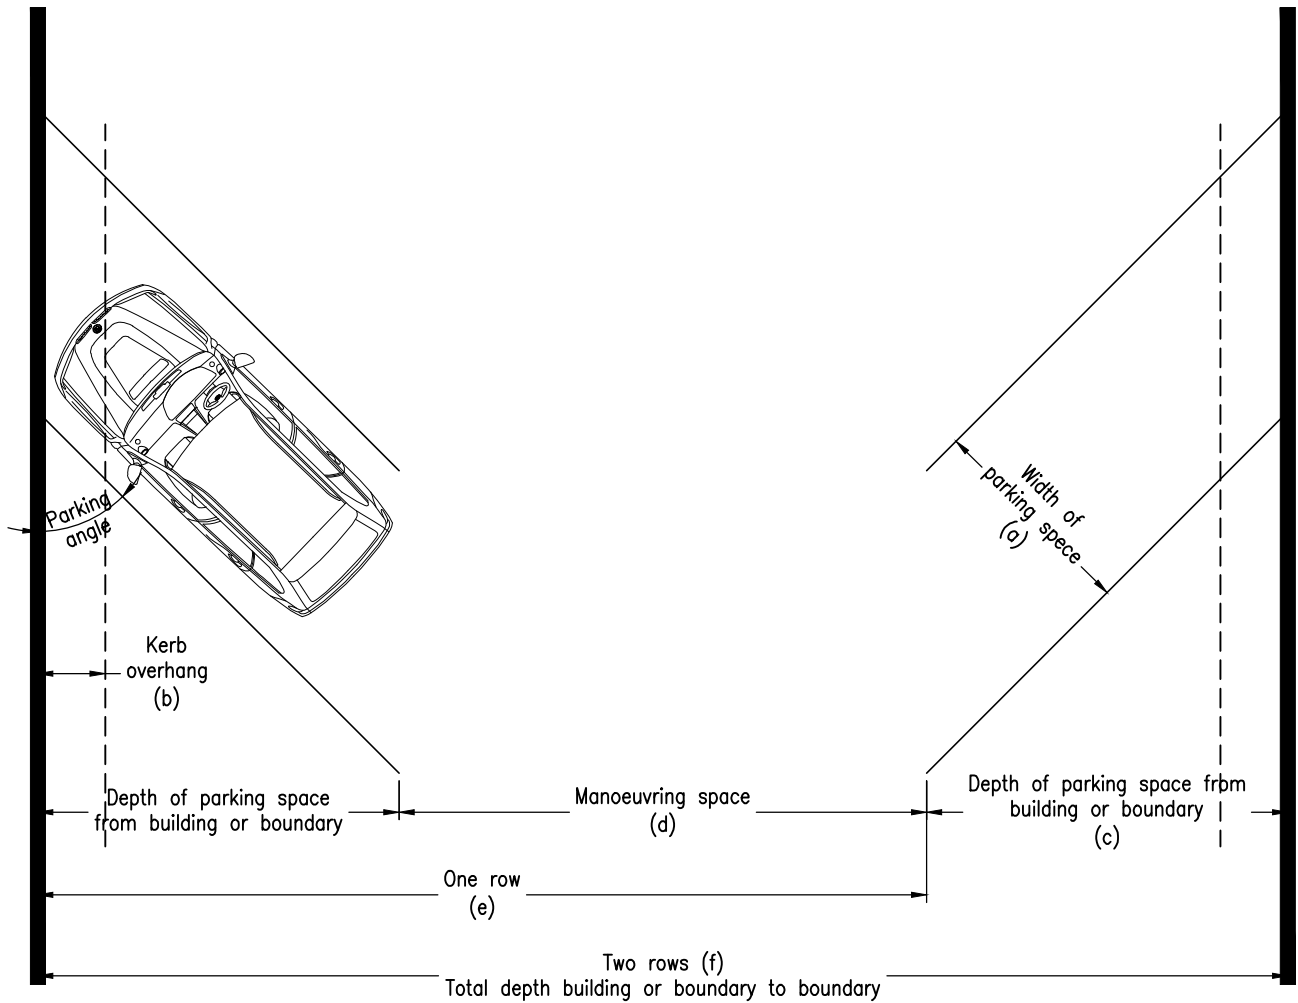 Width of
parking spece
(a)
Parking
angle
Kerb
overhang
(b)
Depth of parking space
from building or boundary
Manoeuvring space
(d)
Depth of parking space from
building or boundary
(c)
One row
(e)
Two rows (f)
Total depth building or boundary to boundary